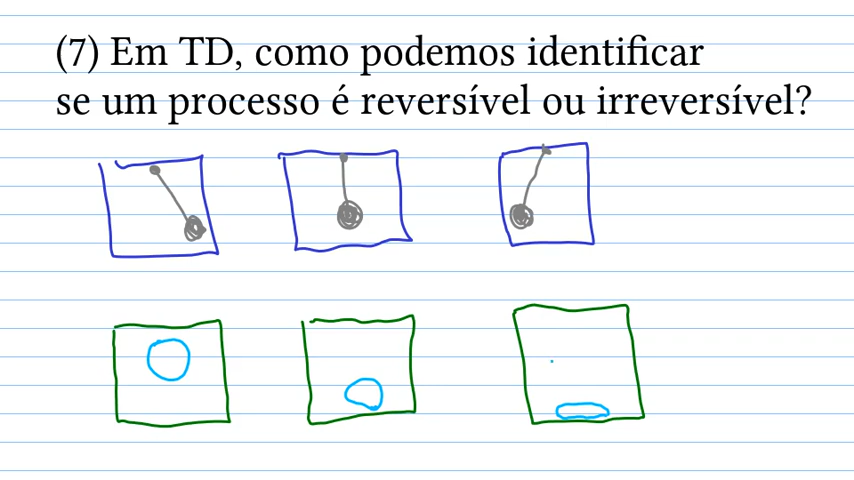 (7) Em TD, como podemos identificar
se um processo é reversível ou irreversível?